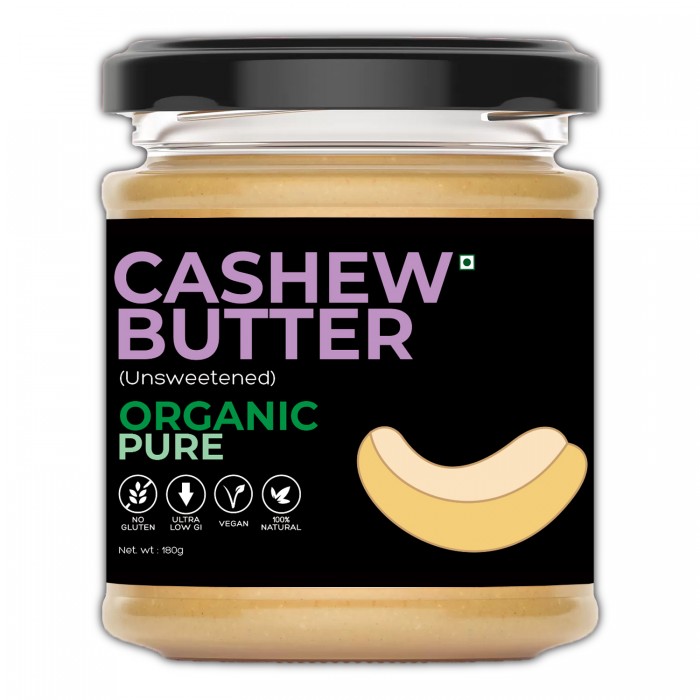 CASHEW
BUTTER
(Unsweetened)
ORGANIC
PURE
NO
GLUTEN
ULTRA
LOW GI
VEGAN
100%
NATURAL
Net. wt : 180g